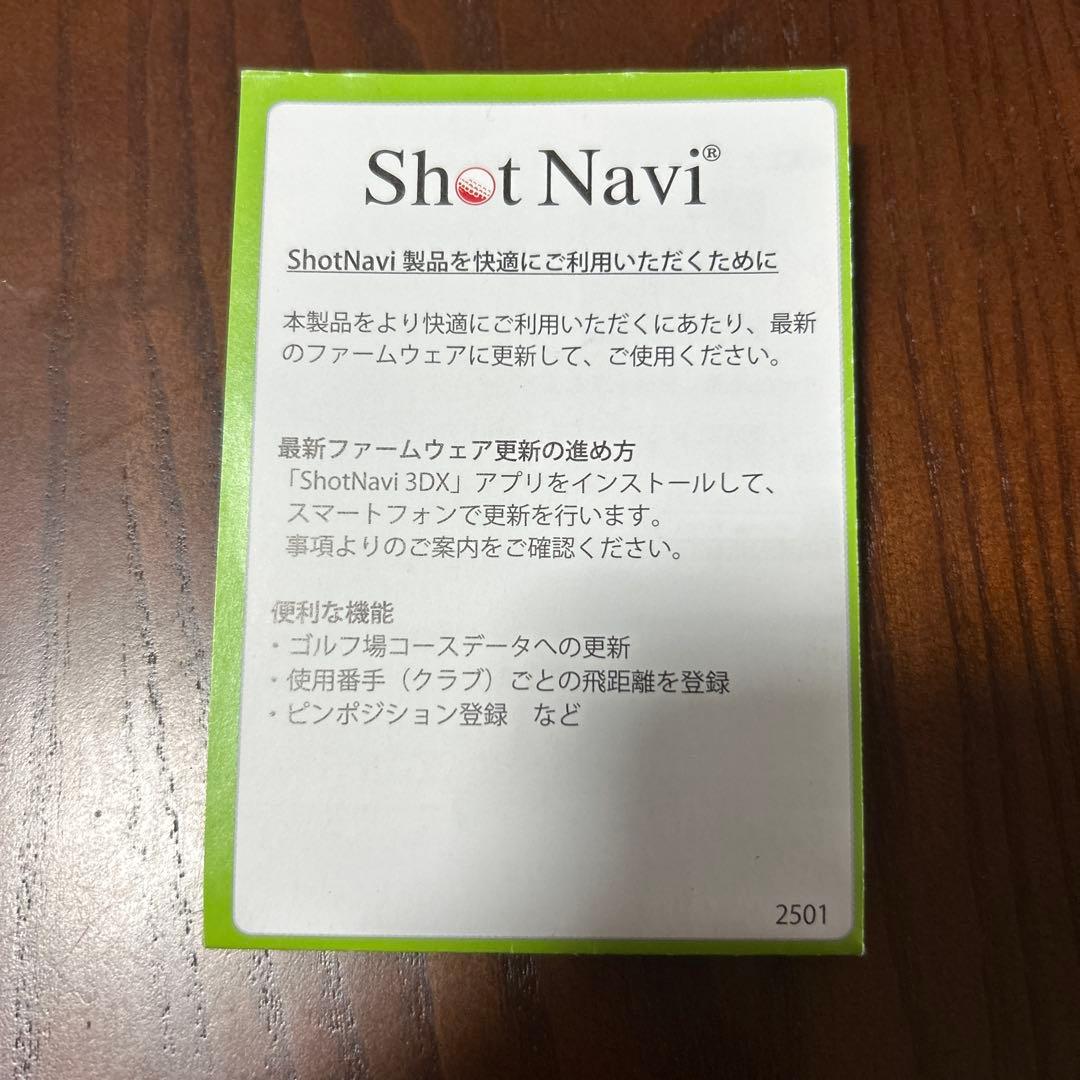 Shot Navi®
ShotNavi 製品を快適にご利用いただくために
本製品をより快適にご利用いただくにあたり、最新
のファームウェアに更新して、ご使用ください。
最新ファームウェア更新の進め方
「ShotNavi 3DX」アプリをインストールして、
スマートフォンで更新を行います。
事項よりのご案内をご確認ください。
便利な機能
・ゴルフ場コースデータへの更新
・使用番手（クラブ）ごとの飛距離を登録
・ピンポジション登録　など
2501